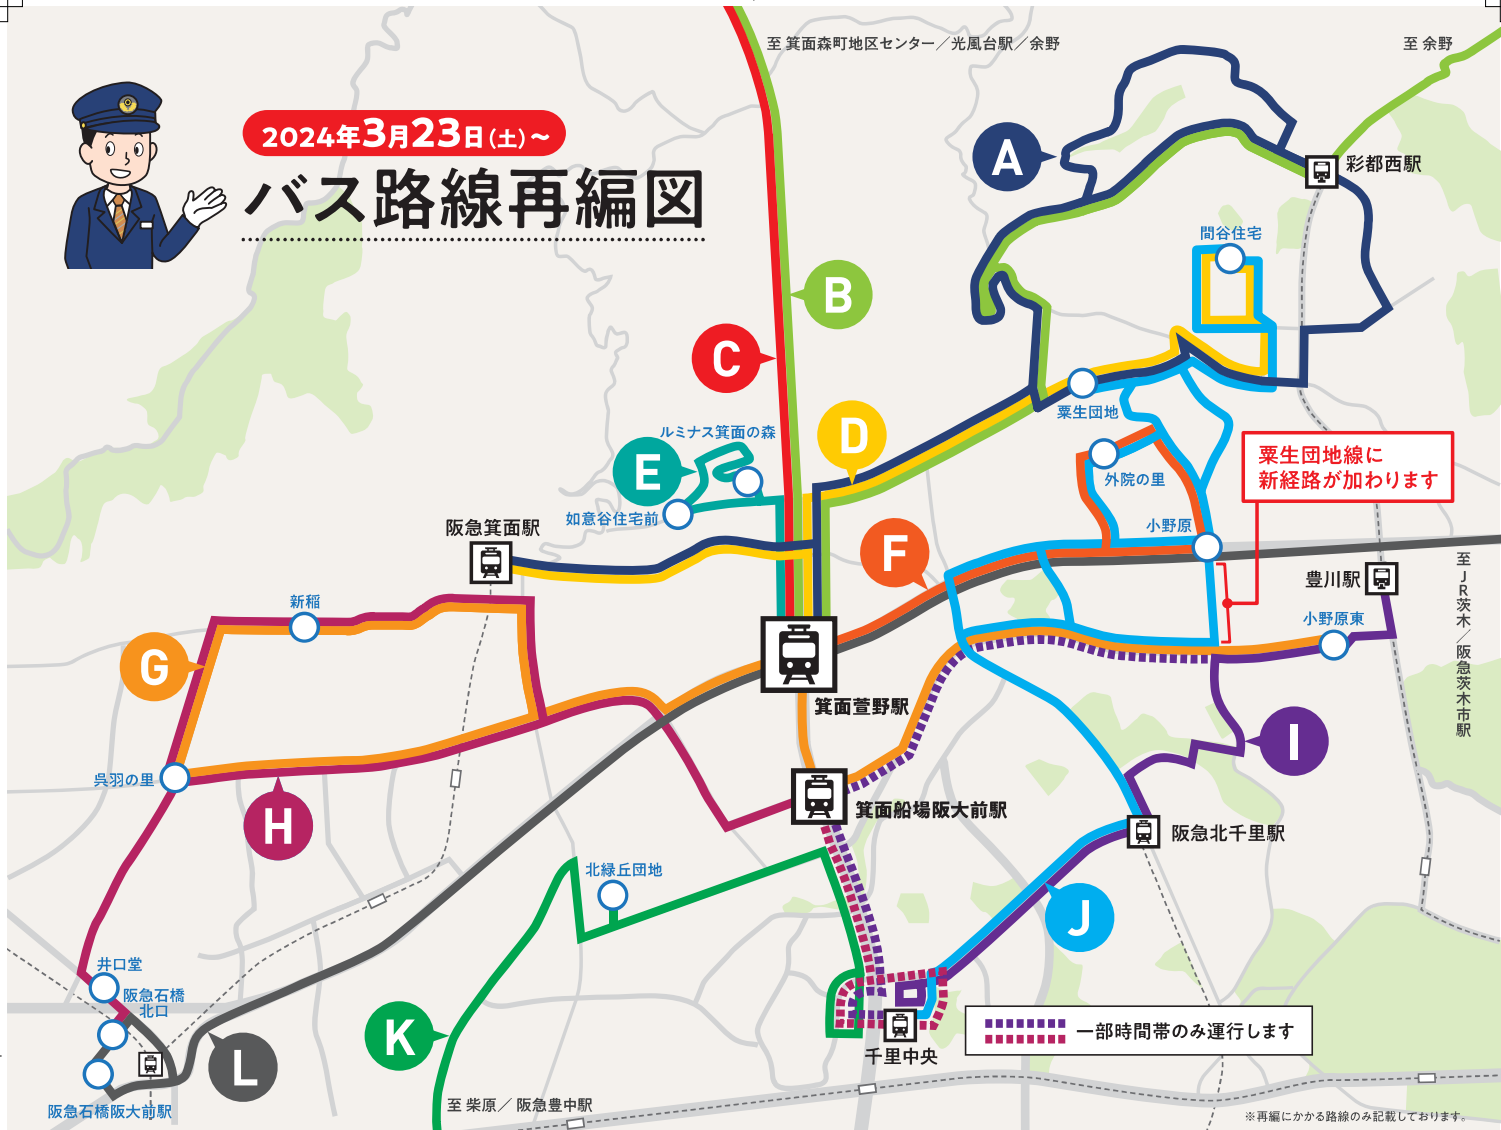 至 箕面森町地区センター／光風台駅／余野
至 余野
2024年3月23日(土)～
バス路線再編図
A
彩都西駅
間谷住宅
B
C
粟生団地
D
ルミナス箕面の森
E
粟生団地線に
新経路が加わります
外院の里
如意谷住宅前
阪急箕面駅
小野原
F
豊川駅
至JR茨木／阪急茨木市駅
新稲
小野原東
G
箕面萱野駅
I
呉羽の里
H
箕面船場阪大前駅
阪急北千里駅
北緑丘団地
J
井口堂
阪急石橋
北口
K
一部時間帯のみ運行します
千里中央
L
至 柴原／ 阪急豊中駅
阪急石橋阪大前駅
※再編にかかる路線のみ記載しております。